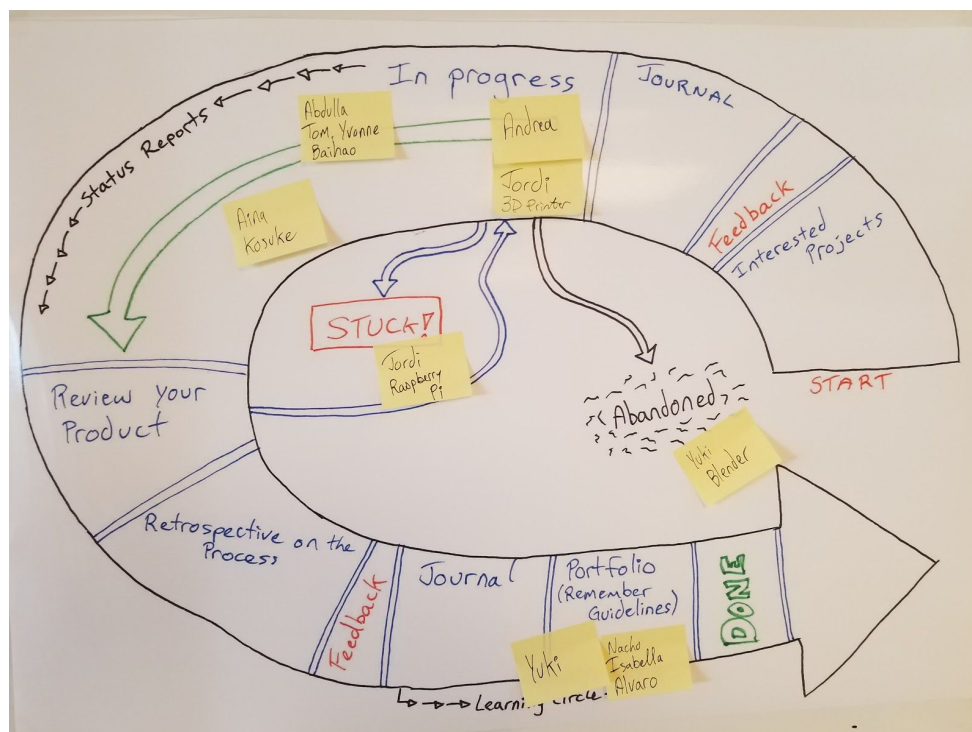 START
Interested
Projects
Feedback
JOURNAL
In progress
Andrea
Jordi
3D Printer
Abdulla
Tom, Yvonne
Baihao
Aina
Kosuke
Status Reports
STUCK!
Jordi
Raspberry
Pi
Abandoned
Yuki
Blender
Review your
Product
Retrospective on the
Process
Feedback
Journal
Portfolio
(Remember
Guidelines)
Yuki
Nacho
Isabella
Alvaro
DONE
Learning Circle